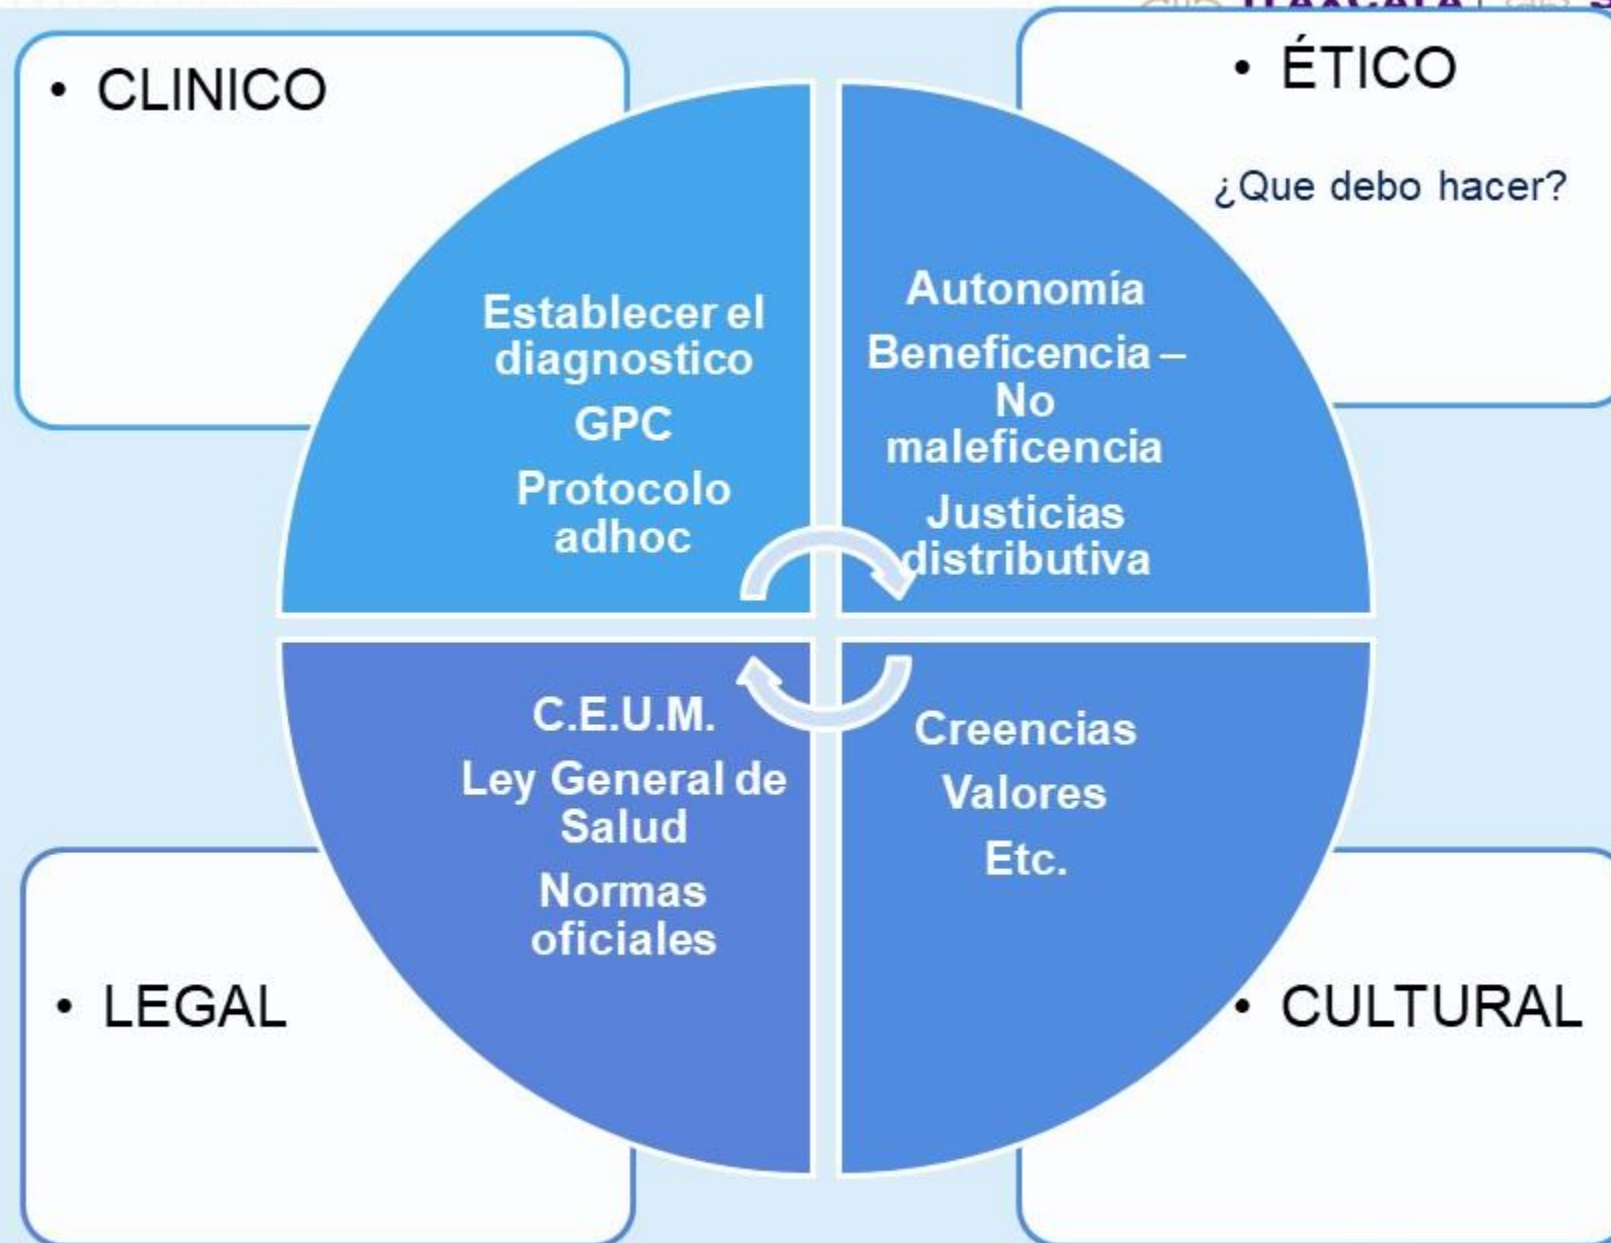 • CLINICO
• ÉTICO
¿Que debo hacer?
Establecer el
diagnostico
GPC
Protocolo
adhoc
Autonomía
Beneficencia –
No
maleficencia
Justicias
distributiva
C.E.U.M.
Ley General de
Salud
Normas
oficiales
Creencias
Valores
Etc.
• LEGAL
• CULTURAL